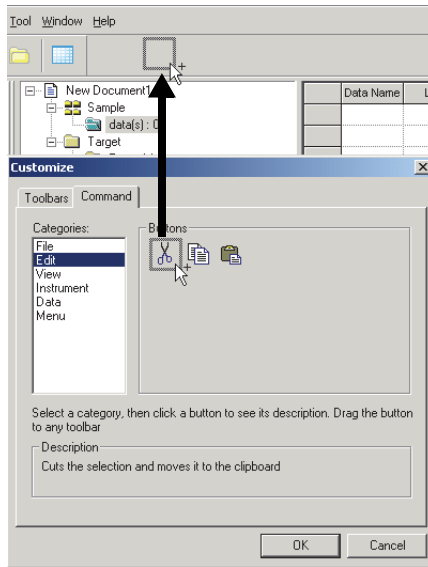 Tool Window Help
New Document1
Data Name L
Sample
data(s) : 0
Target
Customize
Toolbars Command
Categories: Buttons
File
Edit
View
Instrument
Data
Menu
Select a category, then click a button to see its description. Drag the button
to any toolbar
Description
Cuts the selection and moves it to the clipboard
OK Cancel